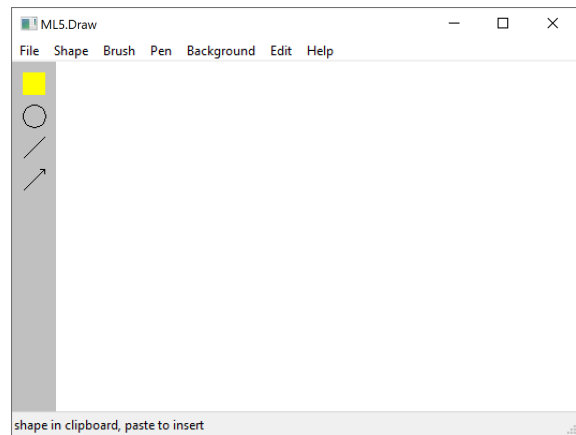 ML5.Draw
File Shape Brush Pen Background Edit Help
shape in clipboard, paste to insert